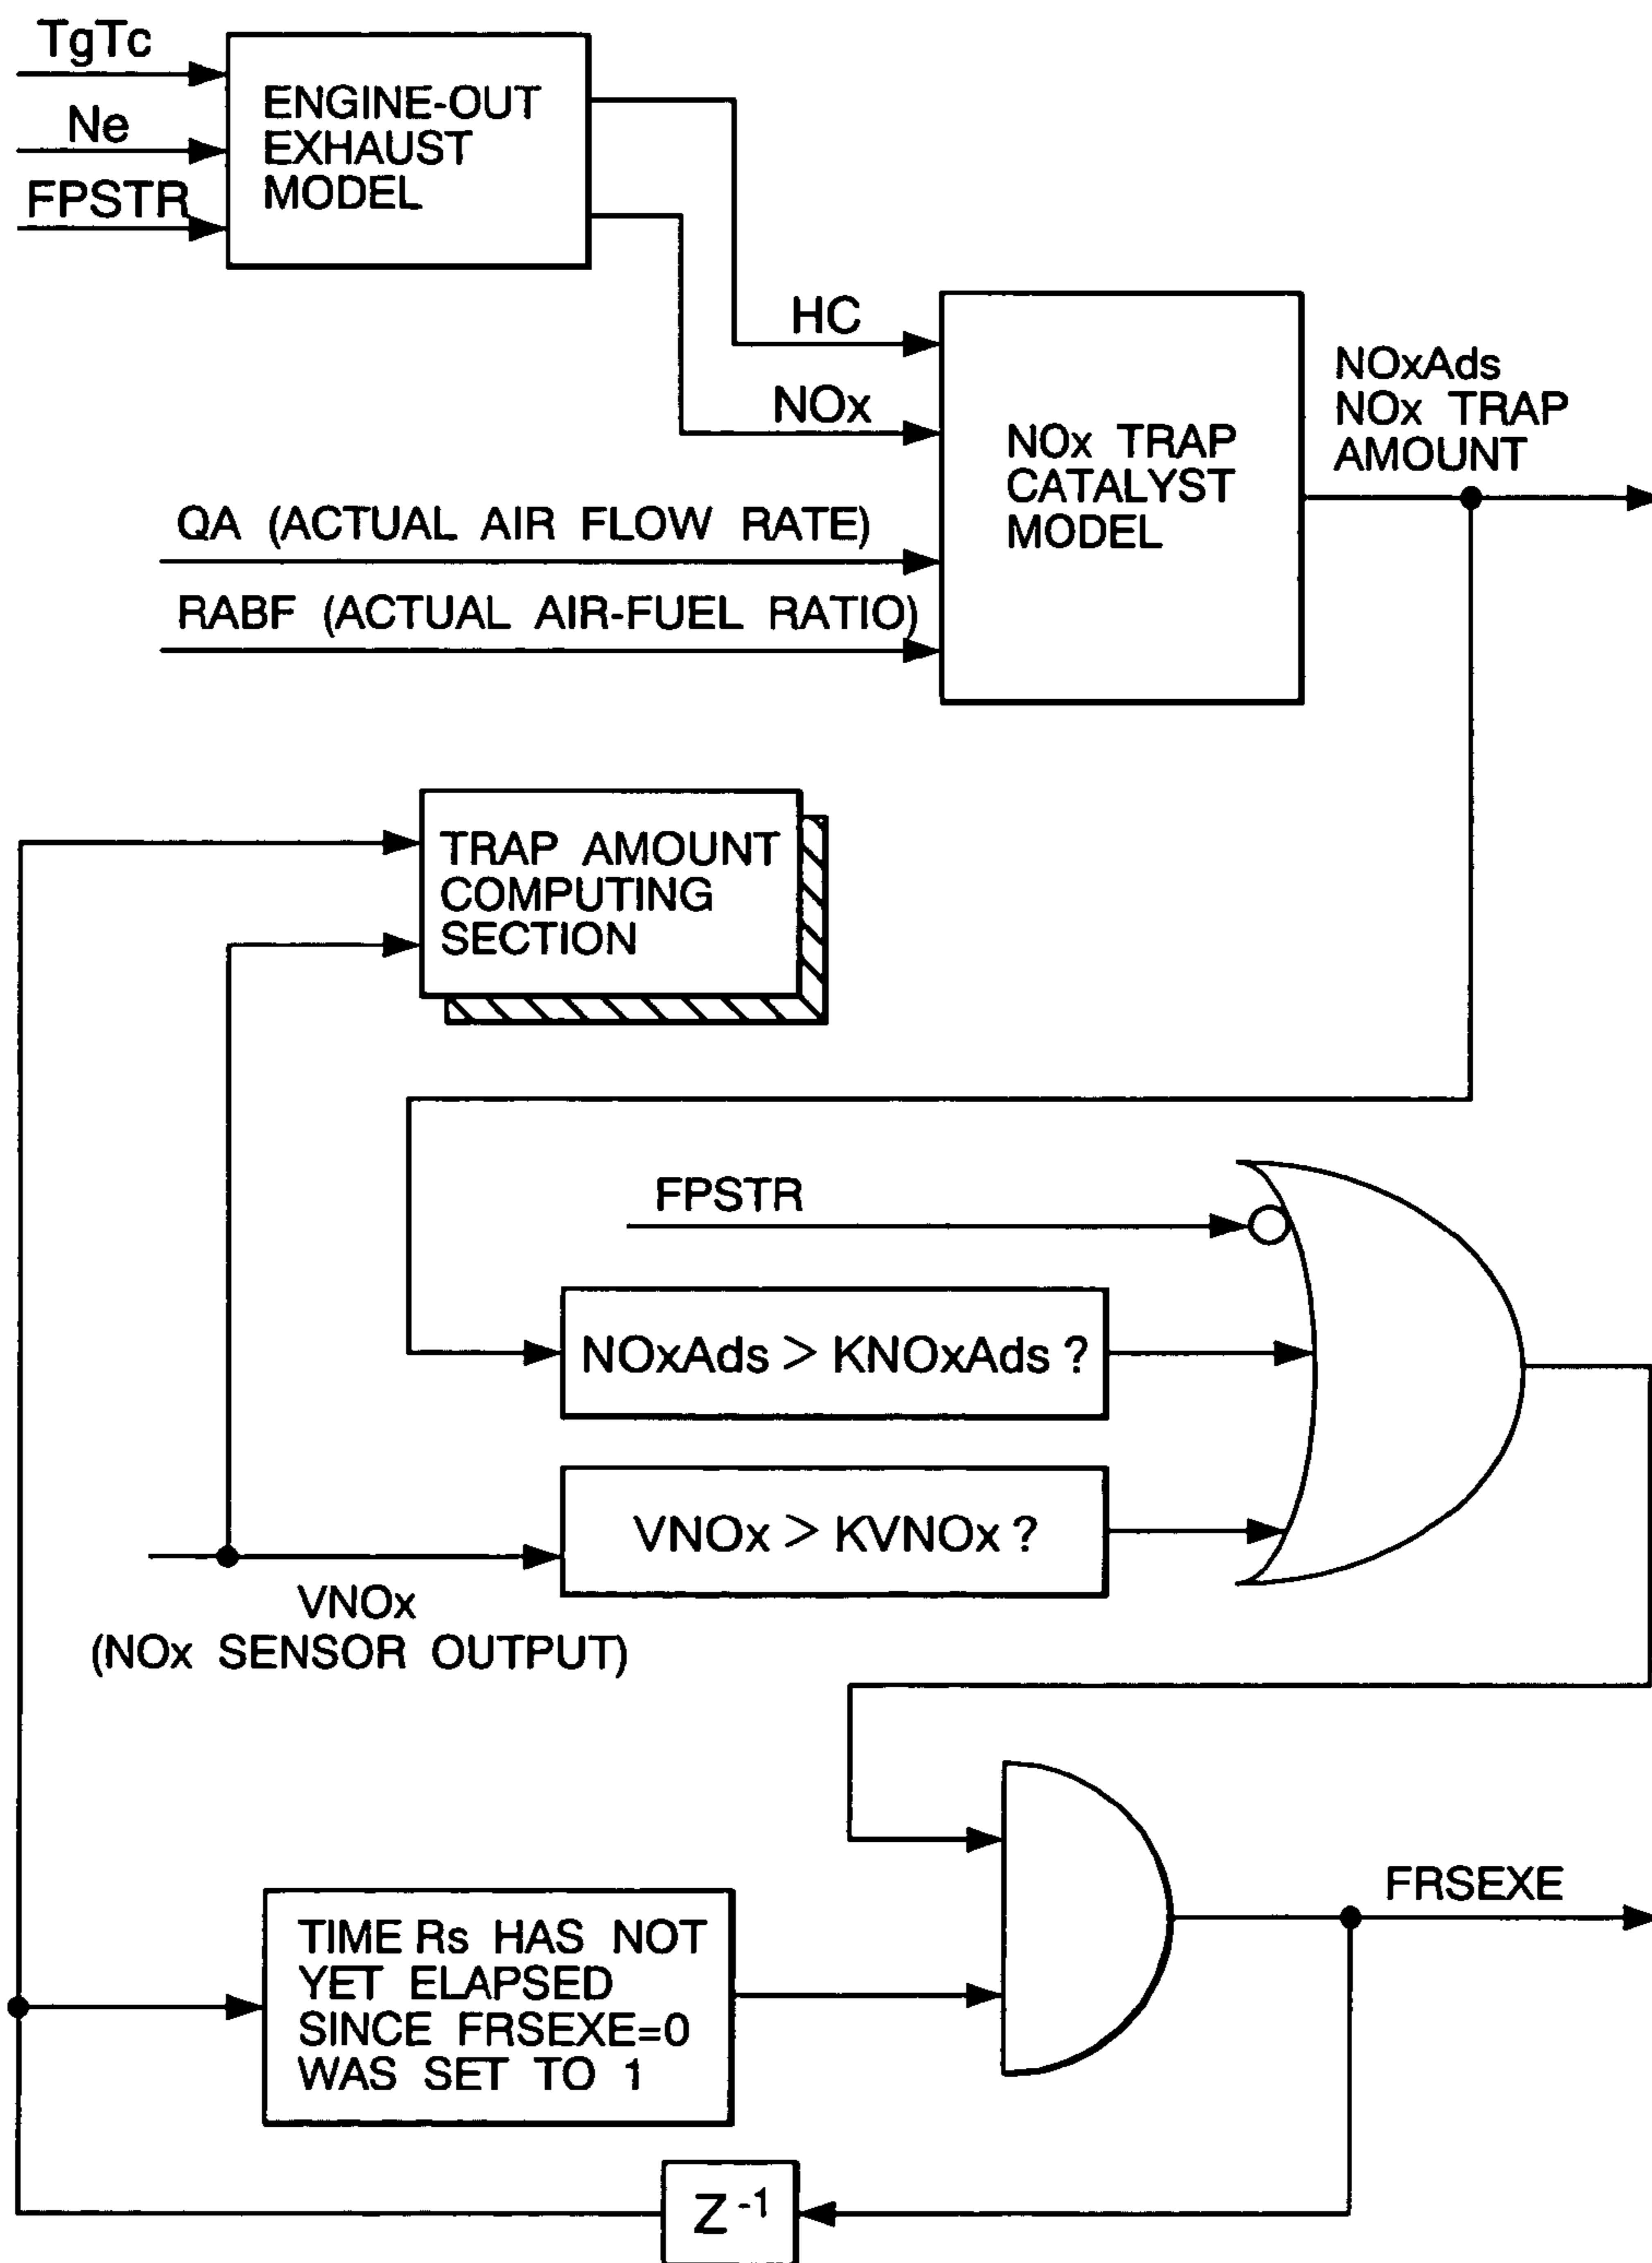 TgTc
Ne
FPSTR
ENGINE-OUT
EXHAUST
MODEL
HC
NOx
QA (ACTUAL AIR FLOW RATE)
RABF (ACTUAL AIR-FUEL RATIO)
NOx TRAP
CATALYST
MODEL
NOxAds
NOx TRAP
AMOUNT
TRAP AMOUNT
COMPUTING
SECTION
FPSTR
NOxAds > KNOxAds ?
VNOx > KVNOx ?
VNOx
(NOx SENSOR OUTPUT)
TIME Rs HAS NOT
YET ELAPSED
SINCE FRSEXE=0
WAS SET TO 1
FRSEXE
Z⁻¹